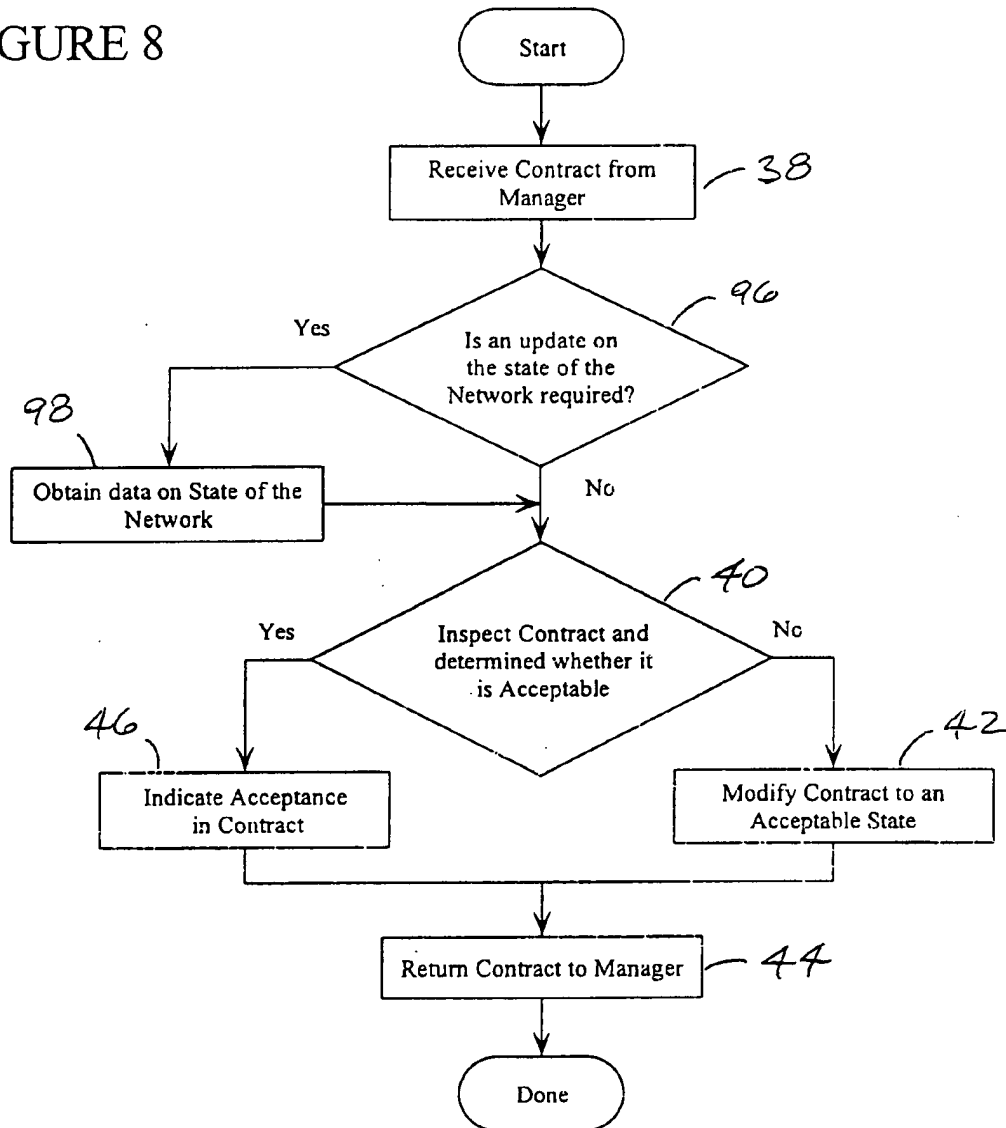 GURE 8
Start
Receive Contract from
Manager
38
96
Yes
Is an update on
the state of the
Network required?
98
Obtain data on State of the
Network
No
40
Yes
Inspect Contract and
determined whether it
is Acceptable
No
46
42
Indicate Acceptance
in Contract
Modify Contract to an
Acceptable State
Return Contract to Manager
44
Done